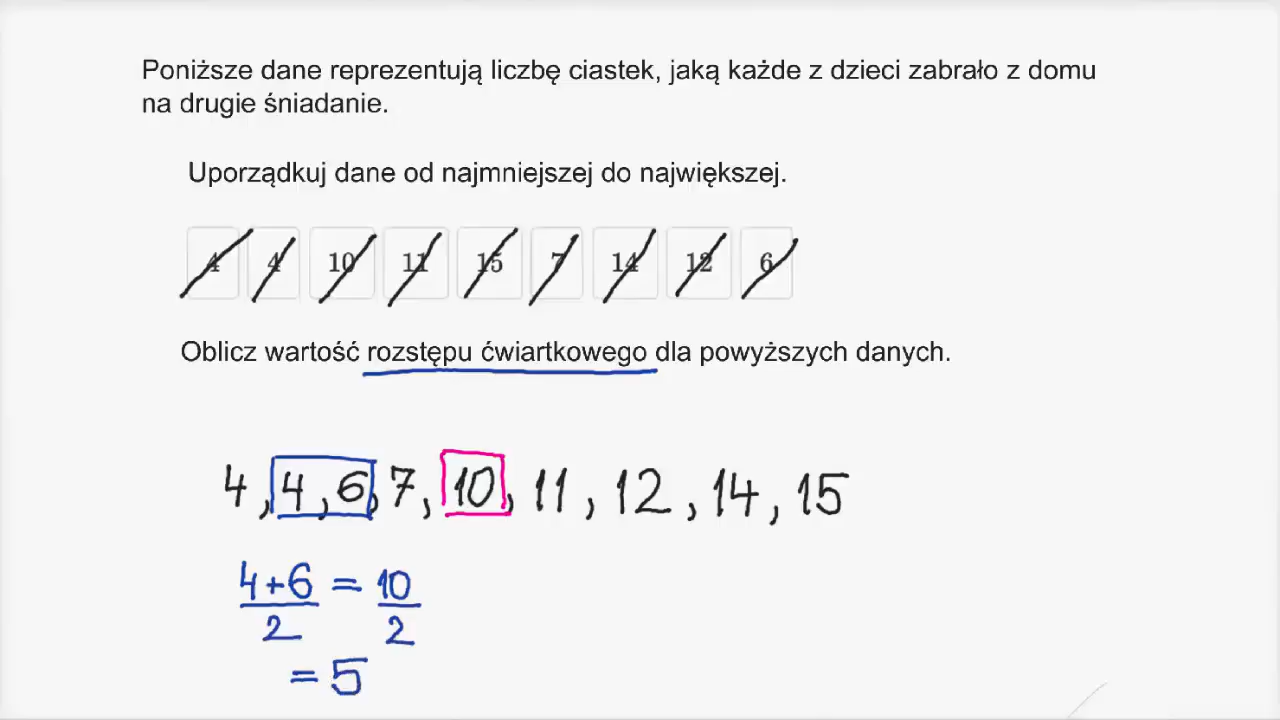 Poniższe dane reprezentują liczbę ciastek, jaką każde z dzieci zabrało z domu
na drugie śniadanie.
Uporządkuj dane od najmniejszej do największej.
4 4 10 11 15 7 14 12 6
Oblicz wartość rozstępu ćwiartkowego dla powyższych danych.
4, 4, 6, 7, 10, 11, 12, 14, 15
4+6 = 10
2 2
= 5